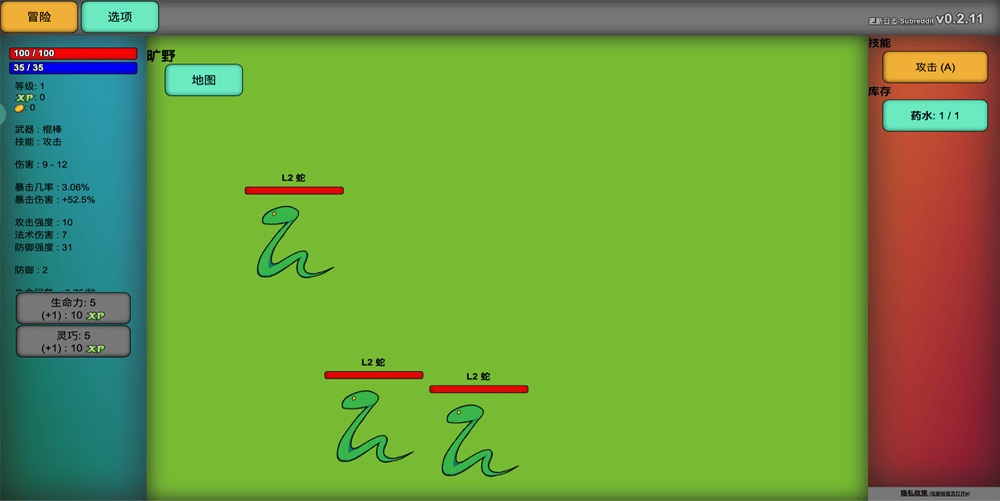 冒险
选项
更新日志 Subreddit v0.2.11
100 / 100
35 / 35
等级: 1
XP: 0
: 0
武器 : 棍棒
技能 : 攻击
伤害 : 9 - 12
暴击几率 : 3.06%
暴击伤害 : +52.5%
攻击强度 : 10
法术伤害 : 7
防御强度 : 31
防御 : 2
生命力: 5
(+1) : 10 XP
灵巧: 5
(+1) : 10 XP
旷野
地图
L2 蛇
L2 蛇
L2 蛇
技能
攻击 (A)
库存
药水: 1 / 1
隐私政策